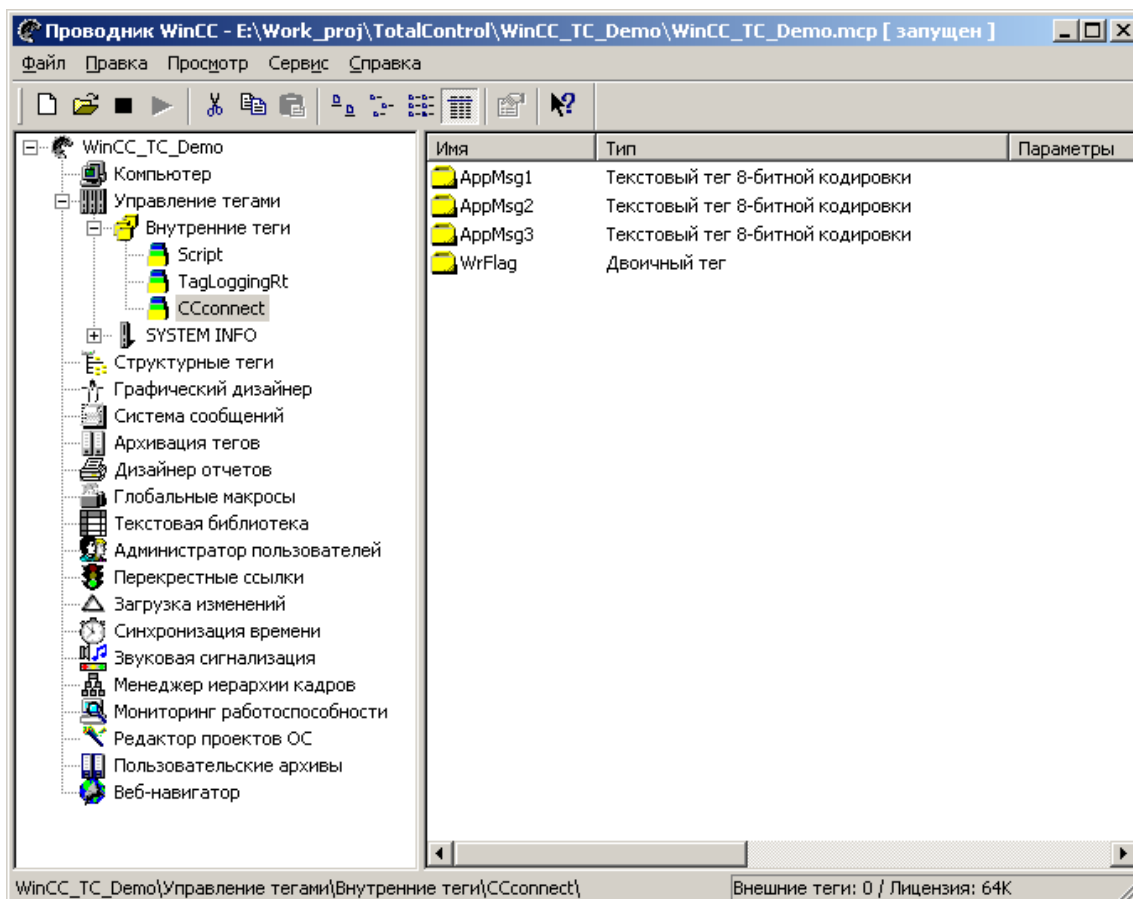 Проводник WinCC - E:\Work_proj\TotalControl\WinCC_TC_Demo\WinCC_TC_Demo.mcp [ запущен ]
Файл Правка Просмотр Сервис Справка
WinCC_TC_Demo
Компьютер
Управление тегами
Внутренние теги
Script
TagLoggingRt
CCconnect
SYSTEM INFO
Структурные теги
Графический дизайнер
Система сообщений
Архивация тегов
Дизайнер отчетов
Глобальные макросы
Текстовая библиотека
Администратор пользователей
Перекрестные ссылки
Загрузка изменений
Синхронизация времени
Звуковая сигнализация
Менеджер иерархии кадров
Мониторинг работоспособности
Редактор проектов ОС
Пользовательские архивы
Веб-навигатор
Имя Тип Параметры
AppMsg1 Текстовый тег 8-битной кодировки
AppMsg2 Текстовый тег 8-битной кодировки
AppMsg3 Текстовый тег 8-битной кодировки
WrFlag Двоичный тег
WinCC_TC_Demo\Управление тегами\Внутренние теги\CCconnect\ Внешние теги: 0 / Лицензия: 64K